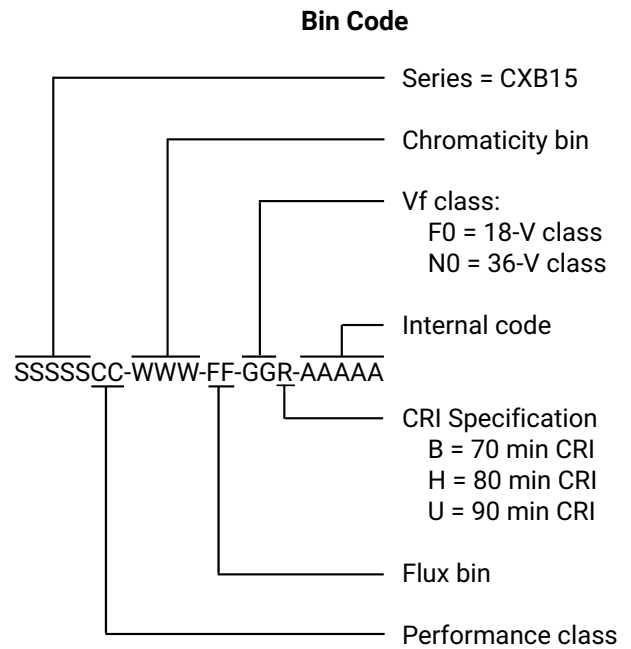 Bin Code
Series = CXB15
Chromaticity bin
Vf class:
F0 = 18-V class
N0 = 36-V class
Internal code
SSSSSCC-WWW-FF-GGR-AAAAA
CRI Specification
B = 70 min CRI
H = 80 min CRI
U = 90 min CRI
Flux bin
Performance class